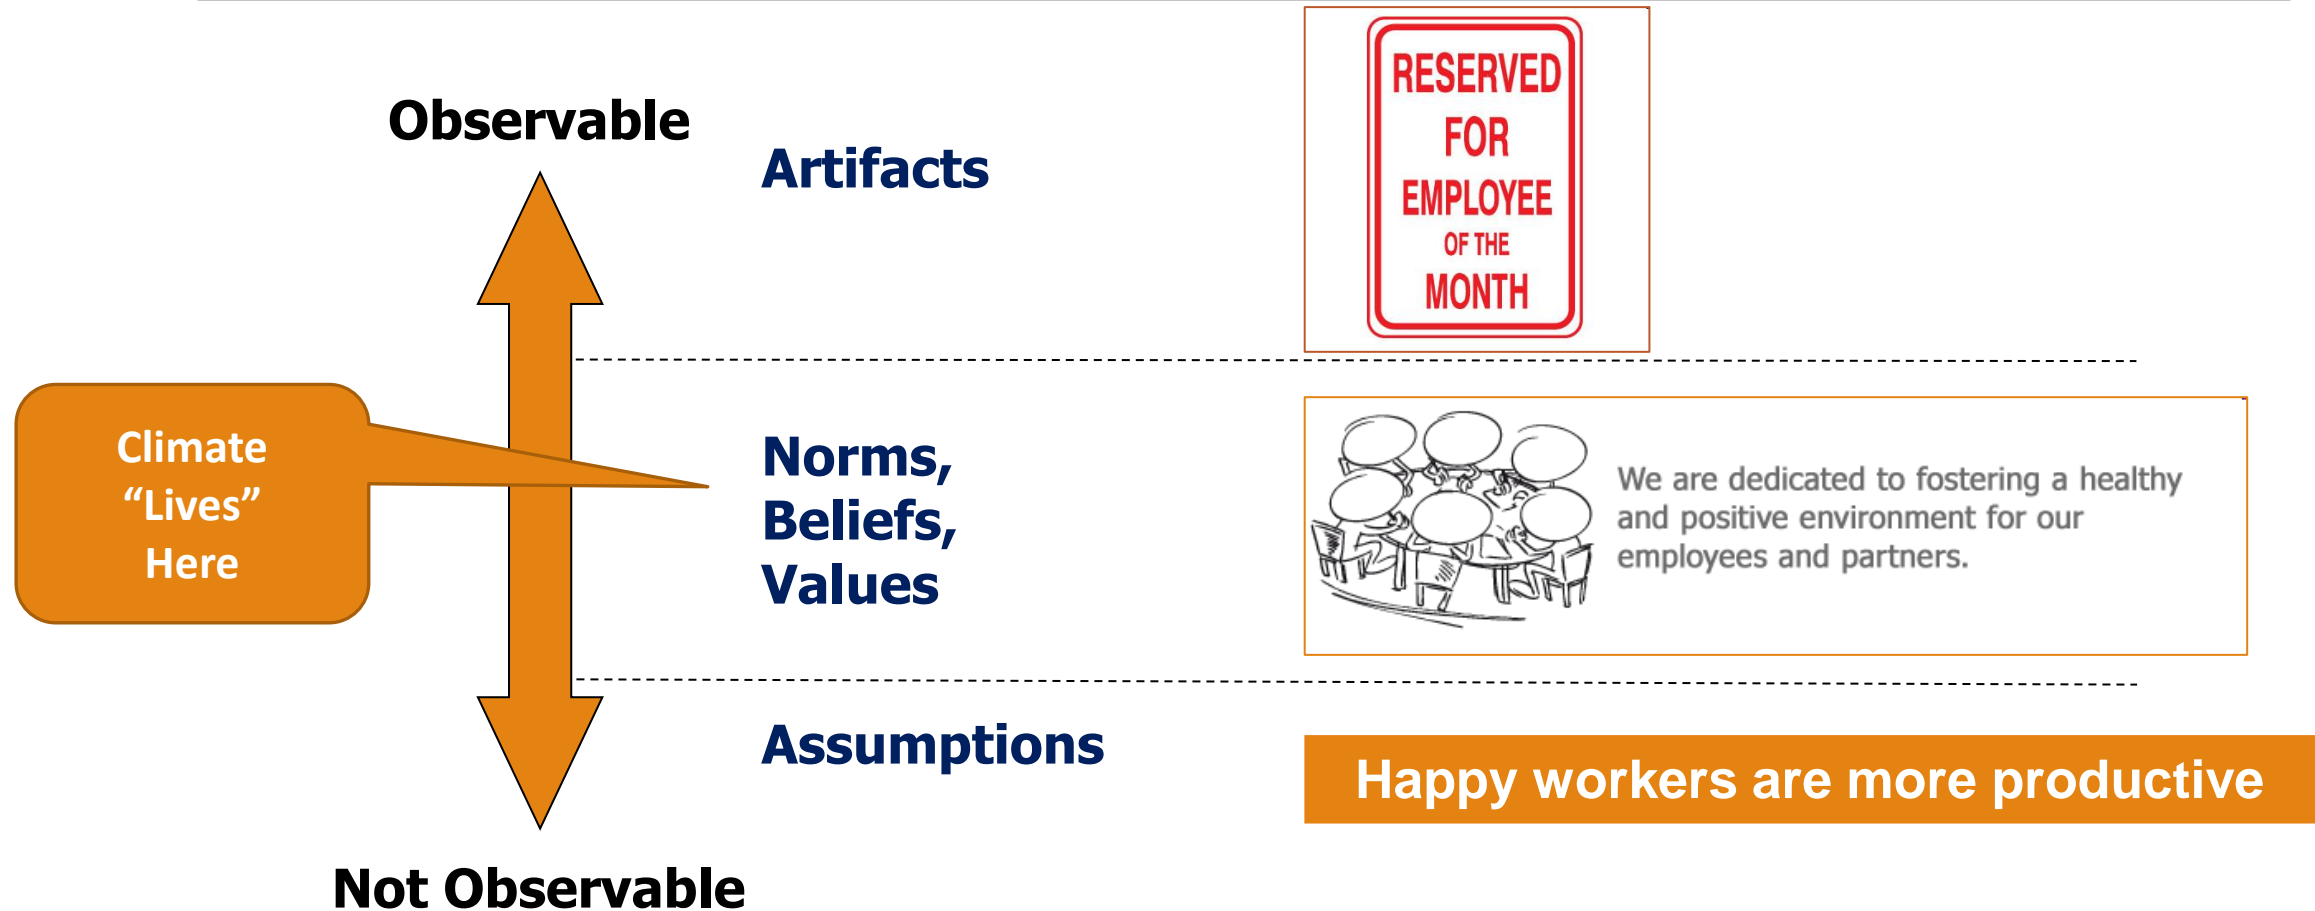 Observable
Artifacts
RESERVED
FOR
EMPLOYEE
OF THE
MONTH
Climate
“Lives”
Here
Norms,
Beliefs,
Values
We are dedicated to fostering a healthy
and positive environment for our
employees and partners.
Assumptions
Happy workers are more productive
Not Observable